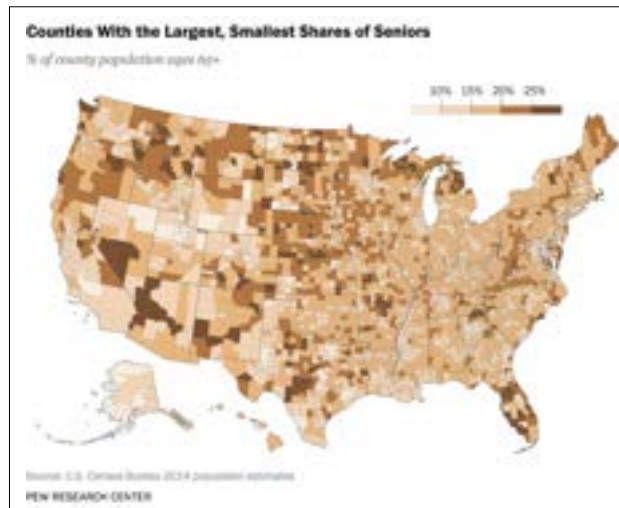 Counties With the Largest, Smallest Shares of Seniors
% of county population ages 65+
10% 15% 20% 25%
Source: U.S. Census Bureau 2014 population estimates
PEW RESEARCH CENTER